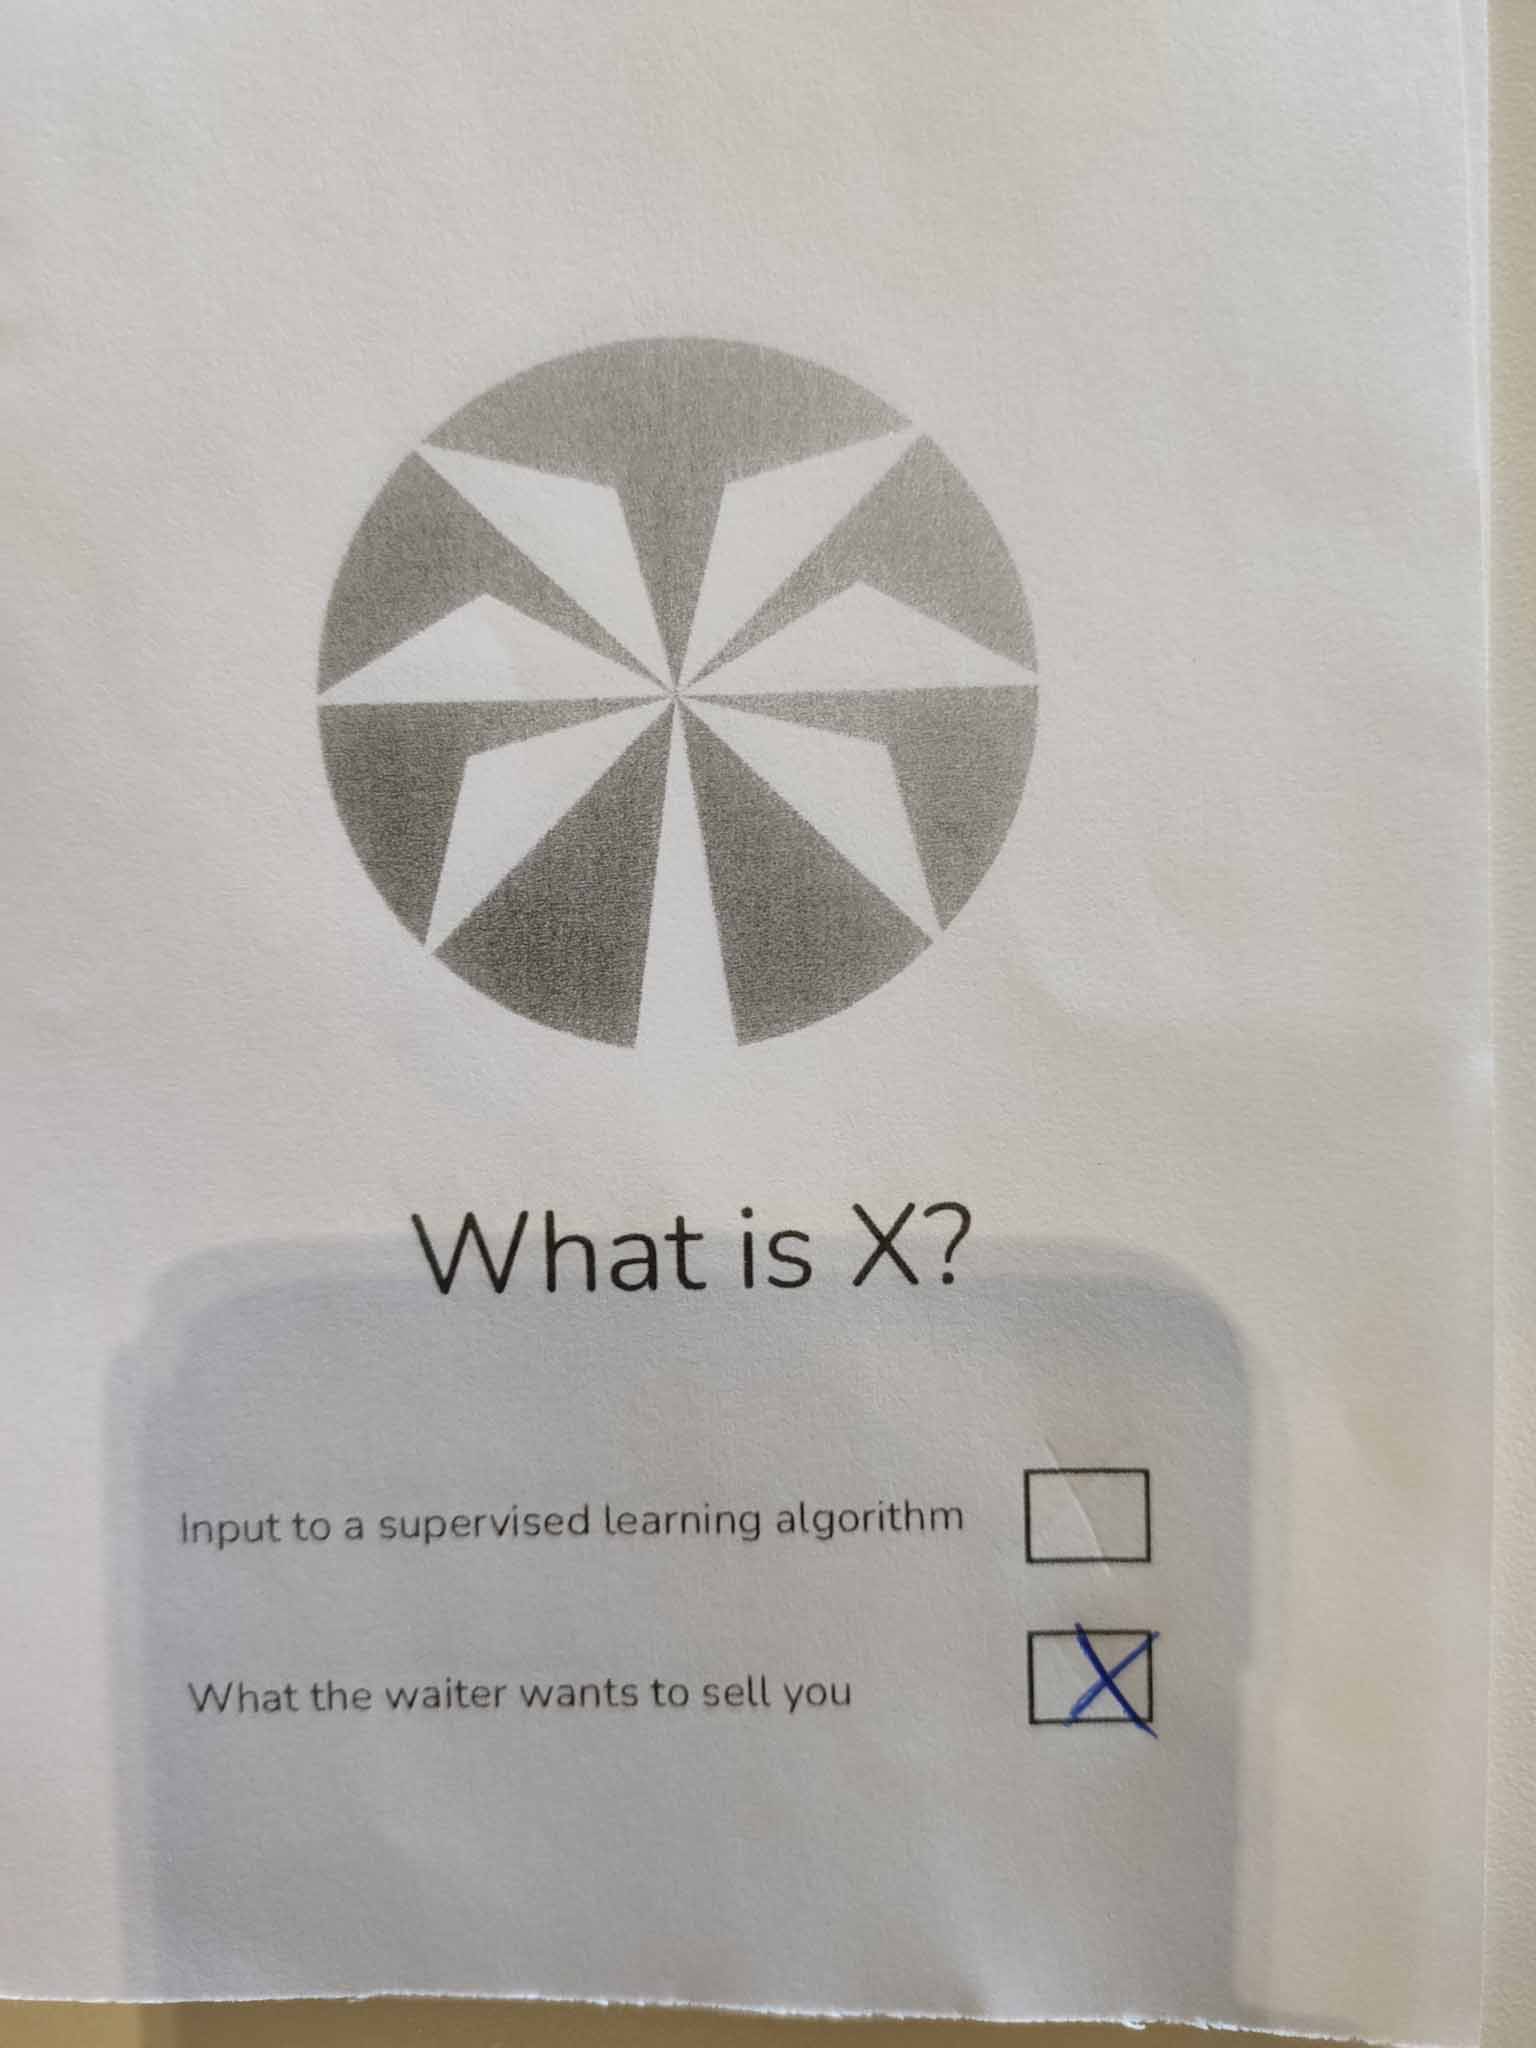 What is X?
Input to a supervised learning algorithm
What the waiter wants to sell you
X